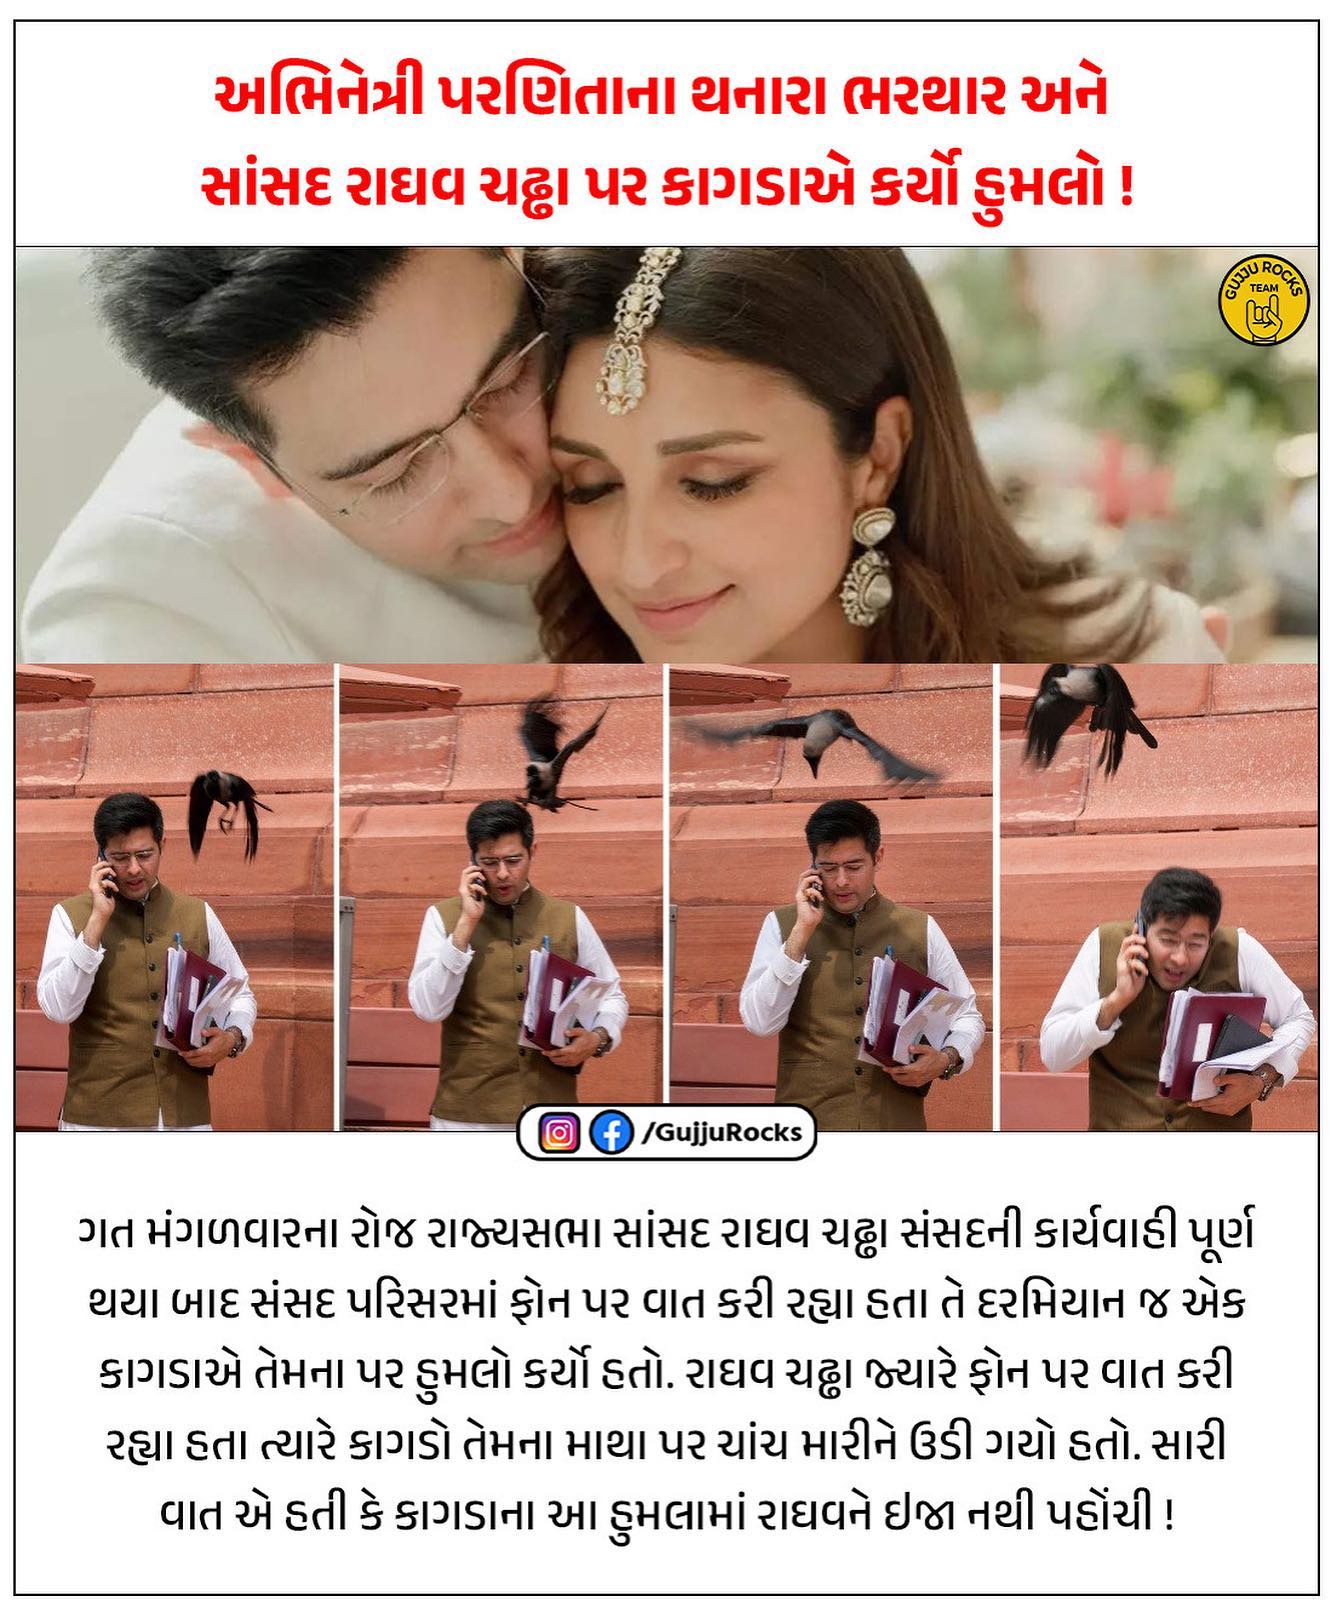 અભિનેત્રી પરણિતાના થનારા ભરથાર અને
સાંસદ રાઘવ ચઢ્ઢા પર કાગડાએ કર્યો હુમલો !
GUJJU ROCKS
TEAM
/GujjuRocks
ગત મંગળવારના રોજ રાજ્યસભા સાંસદ રાઘવ ચઢ્ઢા સંસદની કાર્યવાહી પૂર્ણ
થયા બાદ સંસદ પરિસરમાં ફોન પર વાત કરી રહ્યા હતા તે દરમિયાન જ એક
કાગડાએ તેમના પર હુમલો કર્યો હતો. રાઘવ ચઢ્ઢા જ્યારે ફોન પર વાત કરી
રહ્યા હતા ત્યારે કાગડો તેમના માથા પર ચાંચ મારીને ઉડી ગયો હતો. સારી
વાત એ હતી કે કાગડાના આ હુમલામાં રાઘવને ઇજા નથી પહોંચી !